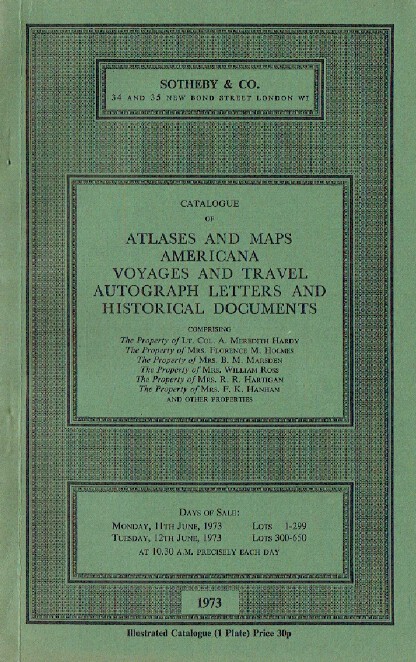 SOTHEBY & CO.
34 AND 35 NEW BOND STREET LONDON W1
CATALOGUE
OF
ATLASES AND MAPS
AMERICANA
VOYAGES AND TRAVEL
AUTOGRAPH LETTERS AND
HISTORICAL DOCUMENTS
COMPRISING
The Property of LT. COL. A. MEREDITH HARDY
The Property of MRS. FLORENCE M. HOLMES
The Property of MRS. B. M. MARSDEN
The Property of MRS. WILLIAM ROSS
The Property of MRS. R. R. HARTIGAN
The Property of MRS. P. K. HANHAM
AND OTHER PROPERTIES
DAYS OF SALE:
MONDAY, 11TH JUNE, 1973 LOTS 1-299
TUESDAY, 12TH JUNE, 1973 LOTS 300-650
AT 10.30 A.M. PRECISELY EACH DAY
1973
Illustrated Catalogue (1 Plate) Price 30p